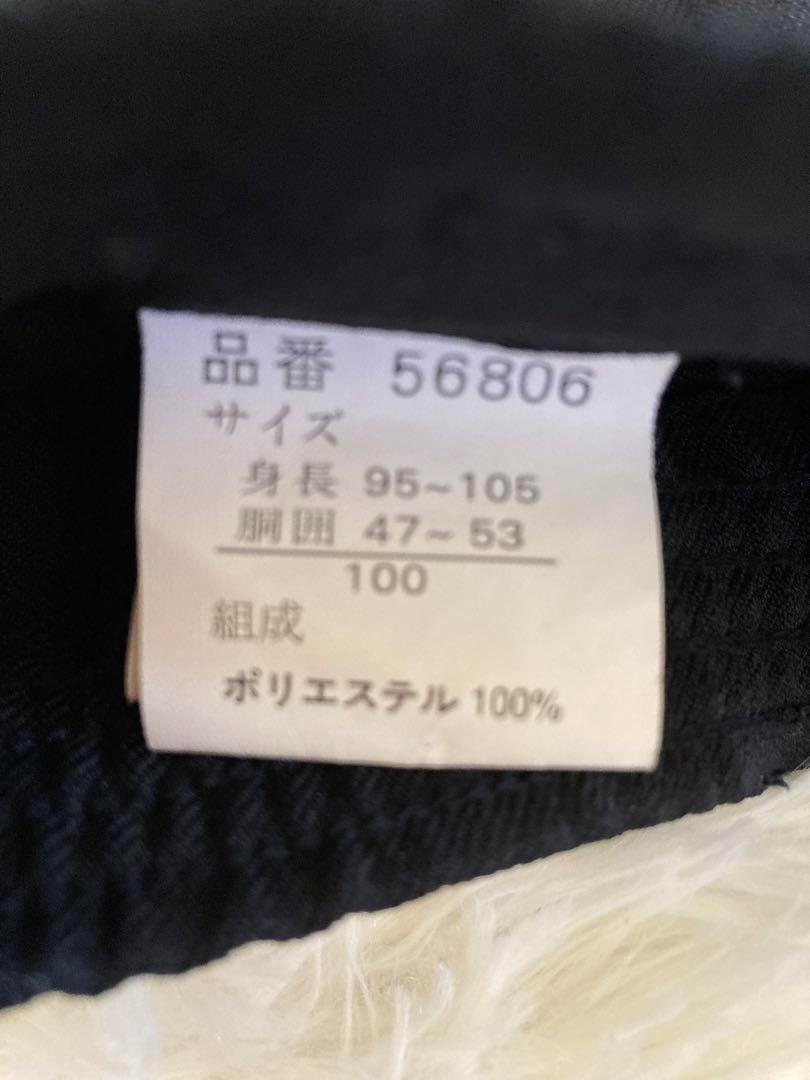 品番 56806
サイズ
身長 95~105
胴囲 47~53
100
組成
ポリエステル 100%